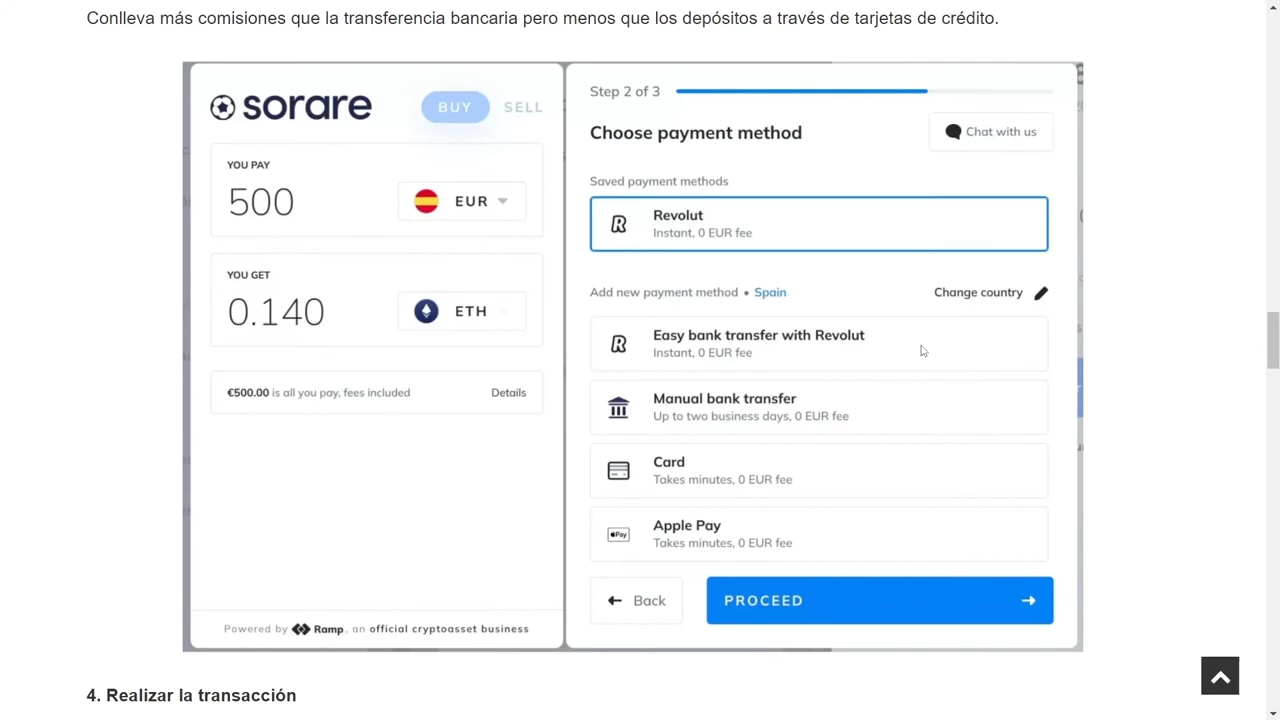 Conlleva más comisiones que la transferencia bancaria pero menos que los depósitos a través de tarjetas de crédito.
sorare
BUY SELL
YOU PAY
500 EUR
YOU GET
0.140 ETH
€500.00 is all you pay, fees included Details
Powered by Ramp, an official cryptoasset business
Step 2 of 3
Choose payment method
Chat with us
Saved payment methods
Revolut
Instant, 0 EUR fee
Add new payment method • Spain Change country
Easy bank transfer with Revolut
Instant, 0 EUR fee
Manual bank transfer
Up to two business days, 0 EUR fee
Card
Takes minutes, 0 EUR fee
Pay
Apple Pay
Takes minutes, 0 EUR fee
Back PROCEED
4. Realizar la transacción